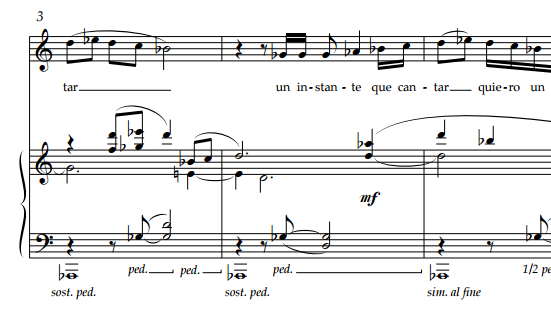 3
tar un in-stan-te que can-tar quie-ro un
mf
ped. ped. ped. 1/2 pe
sost. ped. sost. ped. sim. al fine